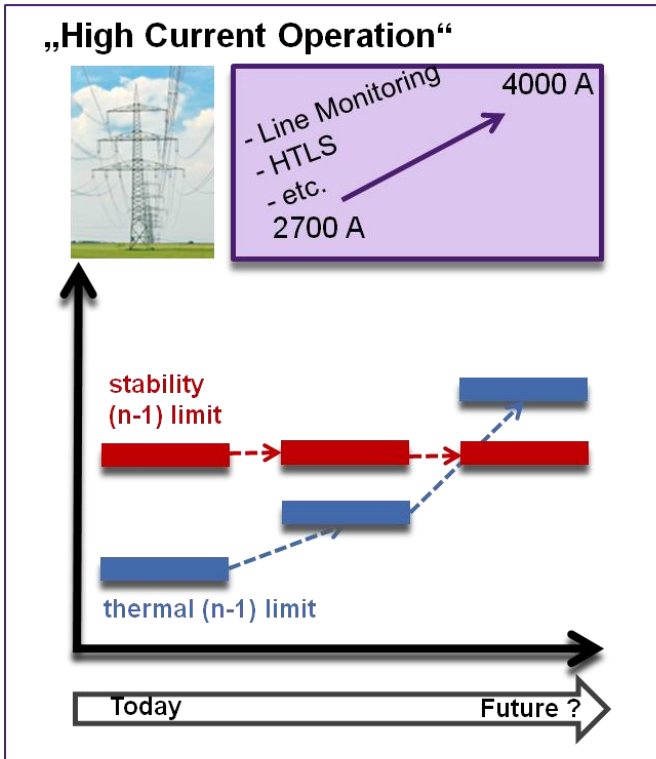 „High Current Operation“
- Line Monitoring
- HTLS
- etc.
4000 A
2700 A
stability
(n-1) limit
thermal (n-1) limit
Today
Future ?